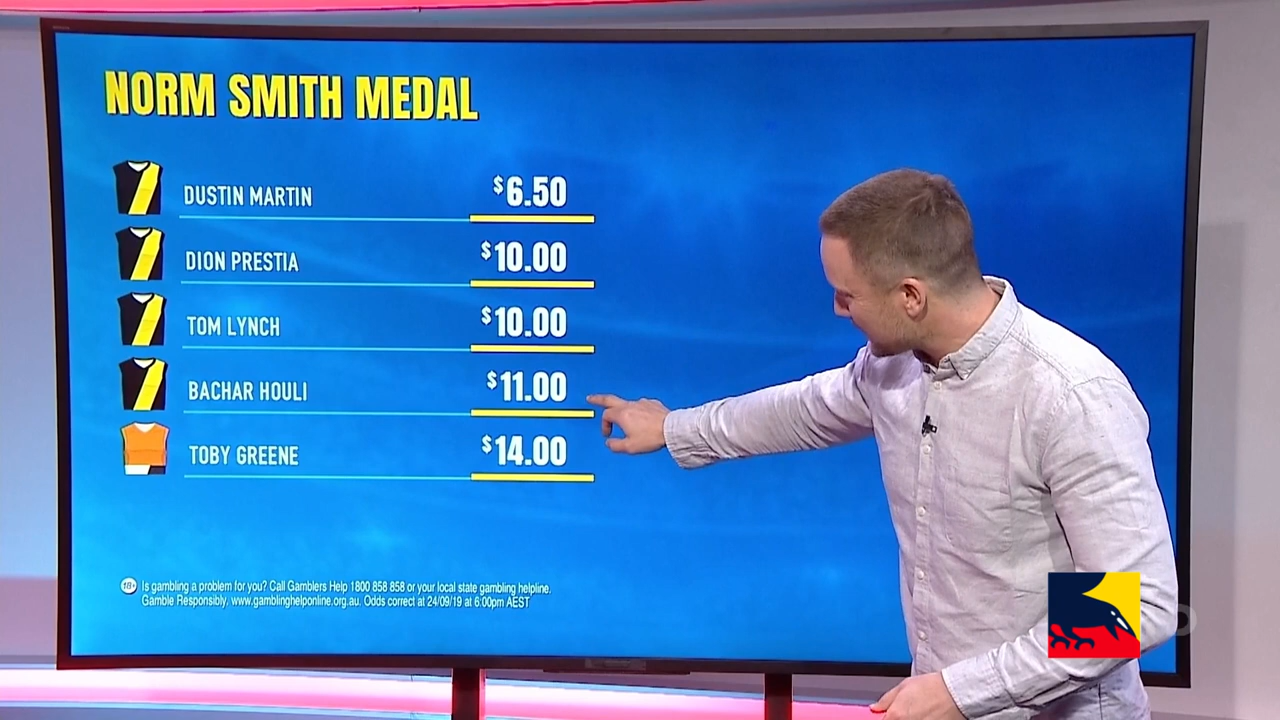 NORM SMITH MEDAL
DUSTIN MARTIN $6.50
DION PRESTIA $10.00
TOM LYNCH $10.00
BACHAR HOULI $11.00
TOBY GREENE $14.00
18+ Is gambling a problem for you? Call Gamblers Help 1800 858 858 or your local state gambling helpline.
Gamble Responsibly, www.gamblinghelponline.org.au. Odds correct at 24/09/19 at 6:00pm AEST